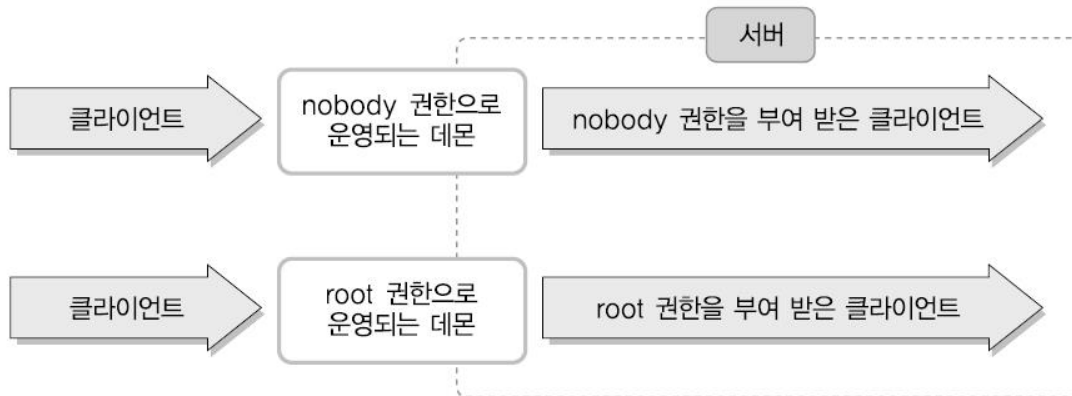 서버
클라이언트
nobody 권한으로
운영되는 데몬
nobody 권한을 부여 받은 클라이언트
클라이언트
root 권한으로
운영되는 데몬
root 권한을 부여 받은 클라이언트